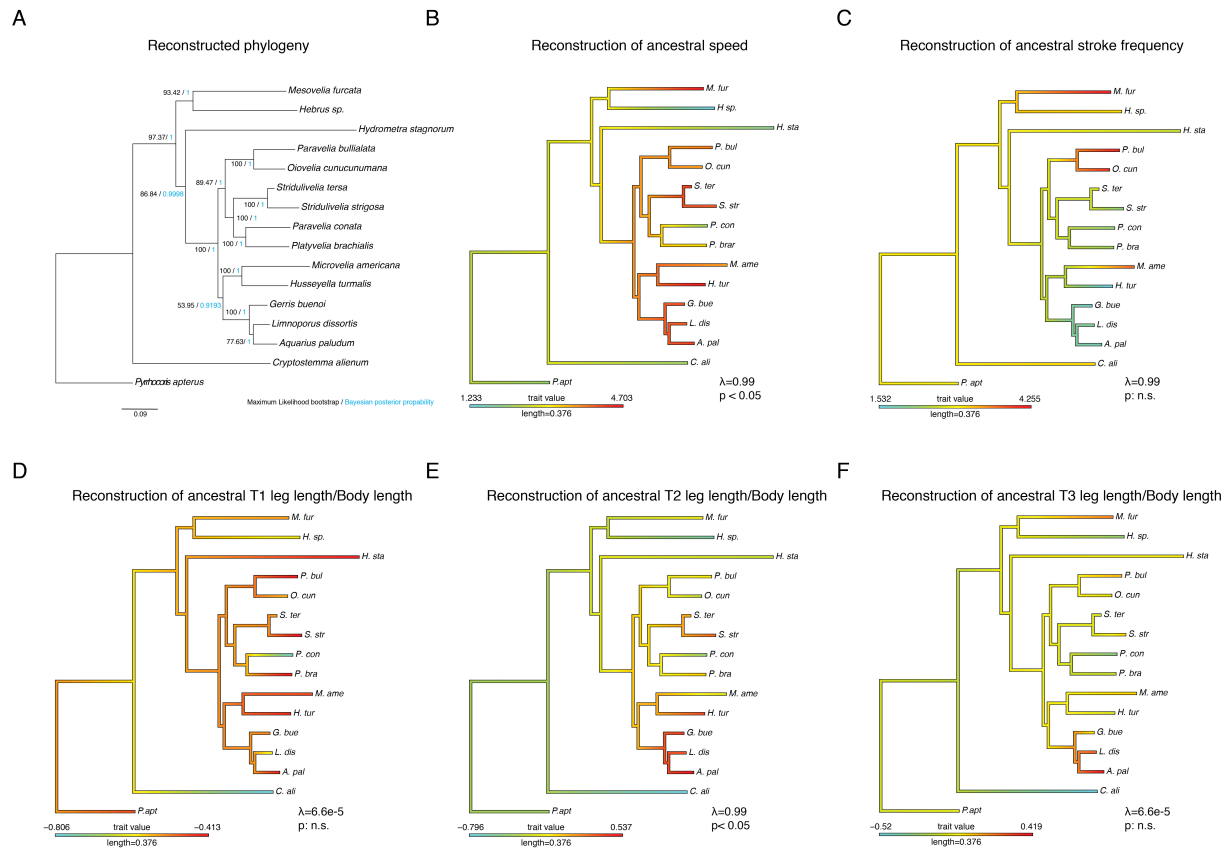 A
Reconstructed phylogeny
93.42 / 1
Mesovelia furcata
Hebrus sp.
97.37/ 1
Hydrometra stagnorum
Paravelia bullialata
100 / 1
Oiovelia cunucunumana
89.47 / 1
86.84 / 0.9998
Stridulivelia tersa
100 / 1
Stridulivelia strigosa
100 / 1
Paravelia conata
100 / 1
100 / 1
Platyvelia brachialis
Microvelia americana
100 / 1
Husseyella turmalis
53.95 / 0.9193
Gerris buenoi
100 / 1
Limnoporus dissortis
77.63/ 1
Aquarius paludum
Cryptostemma alienum
Pyrrhocoris apterus
Maximum Likelihood bootstrap / Bayesian posterior propability
0.09
B
Reconstruction of ancestral speed
M. fur
H sp.
H. sta
P. bul
O. cun
S. ter
S. str
P. con
P. brar
M. ame
H. tur
G. bue
L. dis
A. pal
C. ali
P.apt
λ=0.99
p < 0.05
1.233 trait value 4.703
length=0.376
C
Reconstruction of ancestral stroke frequency
M. fur
H sp.
H. sta
P. bul
O. cun
S. ter
S. str
P. con
P. bra
M. ame
H. tur
G. bue
L. dis
A. pal
C. ali
P. apt
λ=0.99
p: n.s.
1.532 trait value 4.255
length=0.376
D
Reconstruction of ancestral T1 leg length/Body length
M. fur
H. sp.
H. sta
P. bul
O. cun
S. ter
S. str
P. con
P. bra
M. ame
H. tur
G. bue
L. dis
A. pal
C. ali
P.apt
λ=6.6e-5
p: n.s.
−0.806 trait value −0.413
length=0.376
E
Reconstruction of ancestral T2 leg length/Body length
M. fur
H. sp.
H. sta
P. bul
O. cun
S. ter
S. str
P. con
P. bra
M. ame
H. tur
G. bue
L. dis
A. pal
C. ali
P.apt
λ=0.99
p< 0.05
−0.796 trait value 0.537
length=0.376
F
Reconstruction of ancestral T3 leg length/Body length
M. fur
H. sp.
H. sta
P. bul
O. cun
S. ter
S. str
P. con
P. bra
M. ame
H. tur
G. bue
L. dis
A. pal
C. ali
P.apt
λ=6.6e-5
p: n.s.
−0.52 trait value 0.419
length=0.376